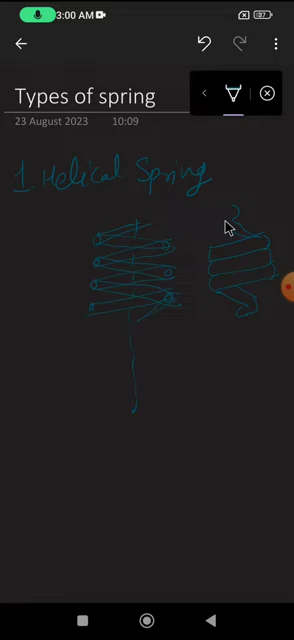 3:00 AM
Types of spring
23 August 2023 10:09
1 Helical Spring